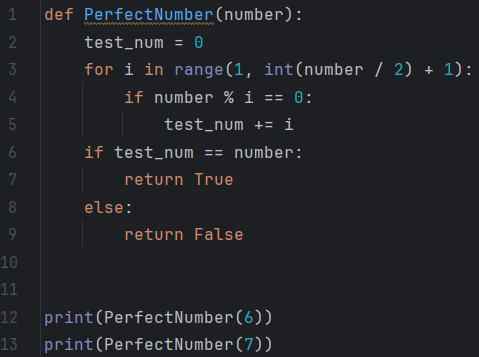 1 def PerfectNumber(number):
2     test_num = 0
3     for i in range(1, int(number / 2) + 1):
4         if number % i == 0:
5             test_num += i
6     if test_num == number:
7         return True
8     else:
9         return False
10
11
12 print(PerfectNumber(6))
13 print(PerfectNumber(7))